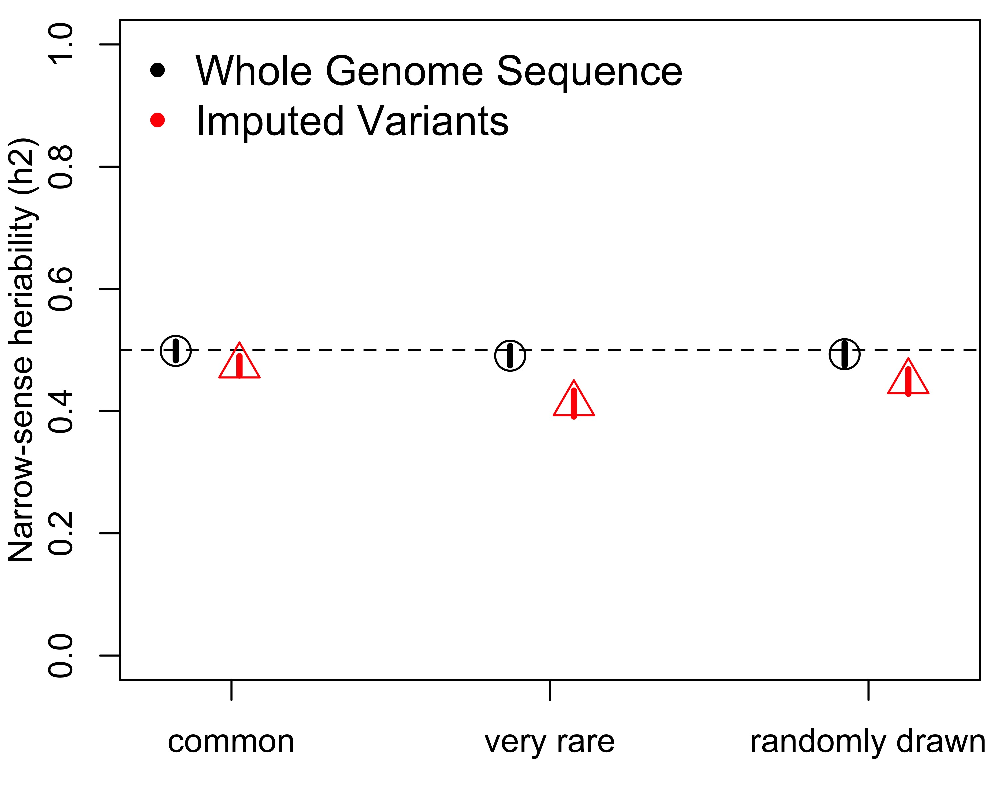 Whole Genome Sequence
Imputed Variants
Narrow-sense heriability (h2)
1.0
0.8
0.6
0.4
0.2
0.0
common
very rare
randomly drawn